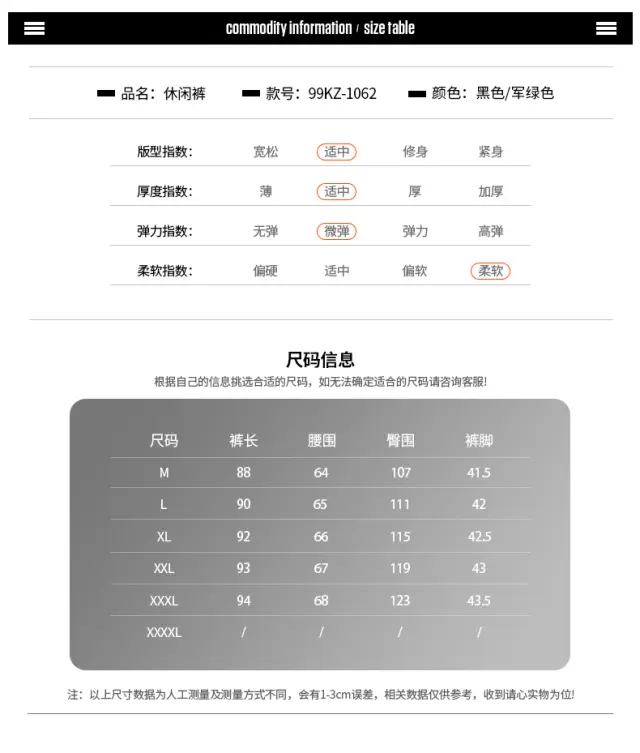 commodity information / size table
品名：休闲裤 款号：99KZ-1062 颜色：黑色/军绿色
版型指数： 宽松 适中 修身 紧身
厚度指数： 薄 适中 厚 加厚
弹力指数： 无弹 微弹 弹力 高弹
柔软指数： 偏硬 适中 偏软 柔软
尺码信息
根据自己的信息挑选合适的尺码，如无法确定适合的尺码请咨询客服!
尺码 裤长 腰围 臀围 裤脚
M 88 64 107 41.5
L 90 65 111 42
XL 92 66 115 42.5
XXL 93 67 119 43
XXXL 94 68 123 43.5
XXXXL / / / /
注：以上尺寸数据为人工测量及测量方式不同，会有1-3cm误差，相关数据仅供参考，收到请心实物为位!